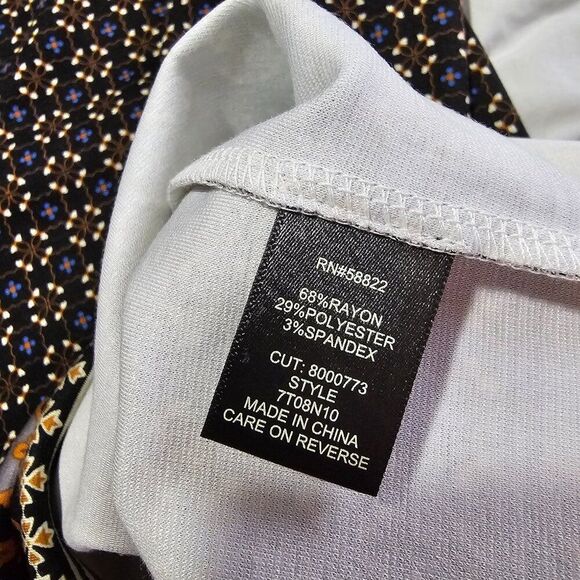 RN#58822
68%RAYON
29%POLYESTER
3%SPANDEX
CUT: 8000773
STYLE
7T08N10
MADE IN CHINA
CARE ON REVERSE